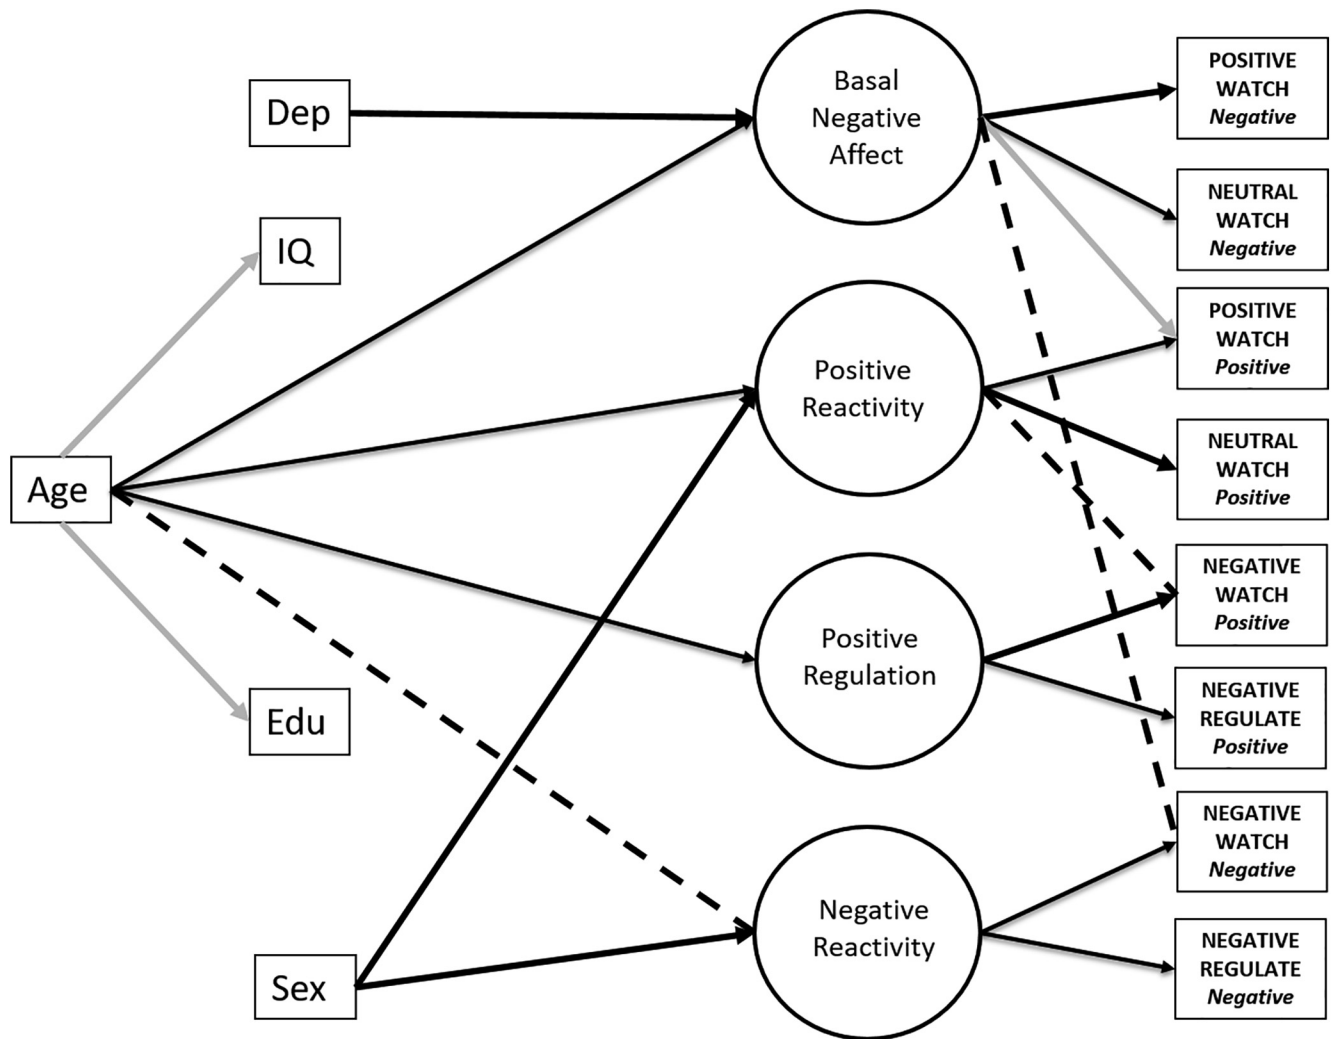 Dep
IQ
Age
Edu
Sex
Basal
Negative
Affect
Positive
Reactivity
Positive
Regulation
Negative
Reactivity
POSITIVE
WATCH
Negative
NEUTRAL
WATCH
Negative
POSITIVE
WATCH
Positive
NEUTRAL
WATCH
Positive
NEGATIVE
WATCH
Positive
NEGATIVE
REGULATE
Positive
NEGATIVE
WATCH
Negative
NEGATIVE
REGULATE
Negative